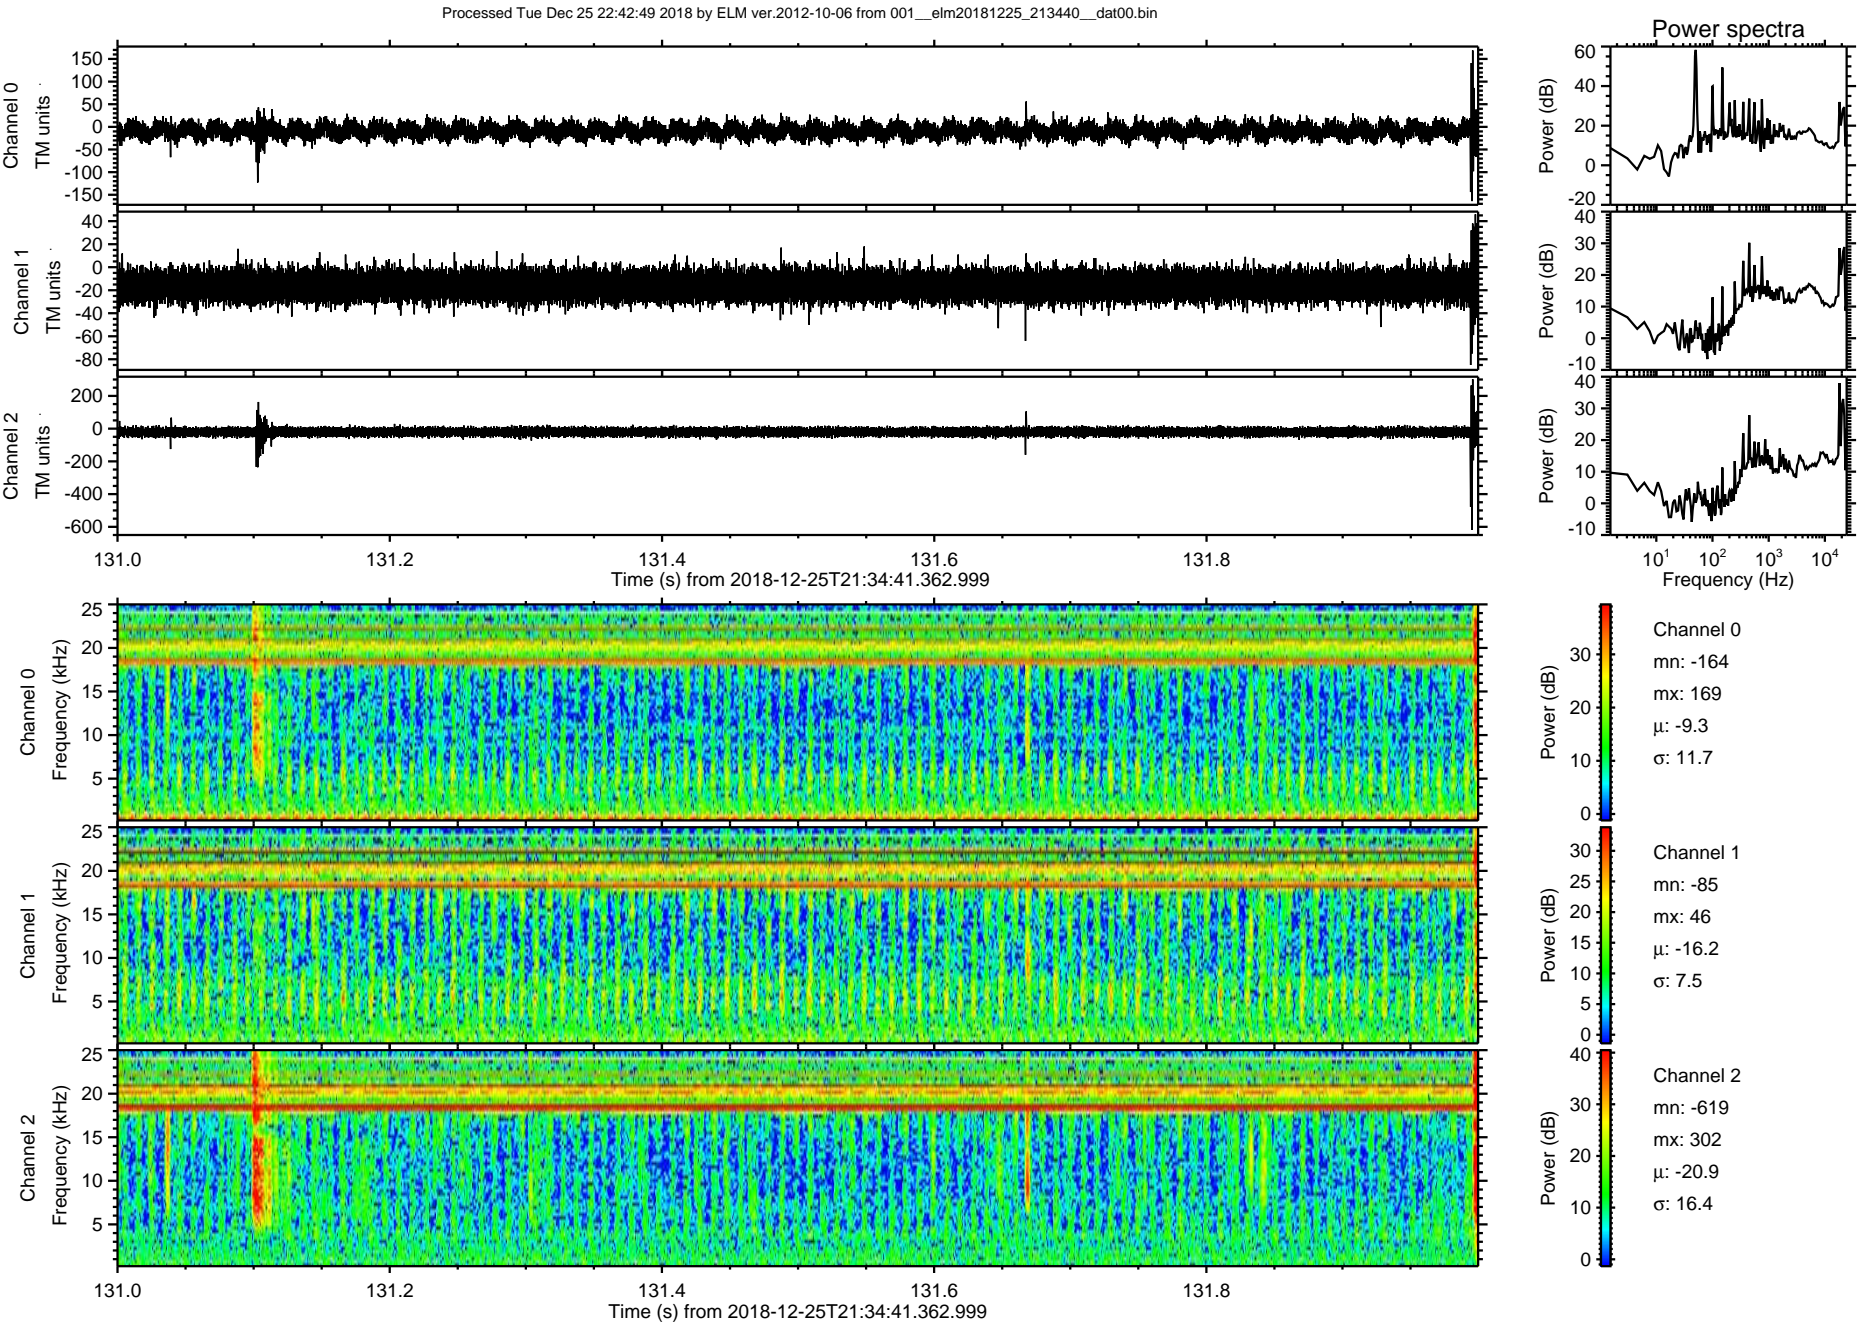 Processed Tue Dec 25 22:42:49 2018 by ELM ver.2012-10-06 from 001__elm20181225_213440__dat00.bin
Power spectra
Channel 0
TM units
150
100
50
0
-50
-100
-150
Power (dB)
60
40
20
0
-20
Channel 1
TM units
40
20
0
-20
-40
-60
-80
Power (dB)
40
30
20
10
0
-10
Channel 2
TM units
200
0
-200
-400
-600
Power (dB)
40
30
20
10
0
-10
131.0 131.2 131.4 131.6 131.8
Time (s) from 2018-12-25T21:34:41.362.999
10^1 10^2 10^3 10^4
Frequency (Hz)
Channel 0
Frequency (kHz)
25
20
15
10
5
Power (dB)
30
20
10
0
Channel 0
mn: -164
mx: 169
μ: -9.3
σ: 11.7
Channel 1
Frequency (kHz)
25
20
15
10
5
Power (dB)
30
25
20
15
10
5
0
Channel 1
mn: -85
mx: 46
μ: -16.2
σ: 7.5
Channel 2
Frequency (kHz)
25
20
15
10
5
Power (dB)
40
30
20
10
0
Channel 2
mn: -619
mx: 302
μ: -20.9
σ: 16.4
131.0 131.2 131.4 131.6 131.8
Time (s) from 2018-12-25T21:34:41.362.999